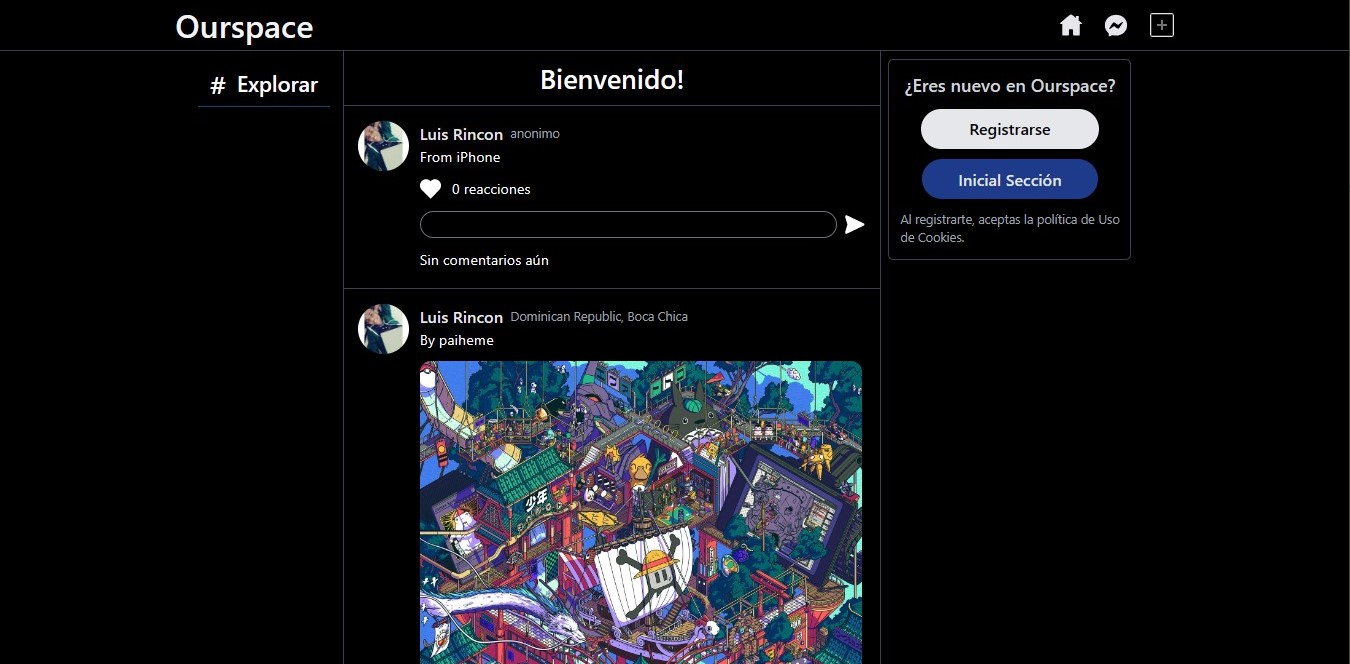 Ourspace
# Explorar
Bienvenido!
Luis Rincon anonimo
From iPhone
0 reacciones
Sin comentarios aún
Luis Rincon Dominican Republic, Boca Chica
By paiheme
少年
¿Eres nuevo en Ourspace?
Registrarse
Inicial Sección
Al registrarte, aceptas la política de Uso
de Cookies.